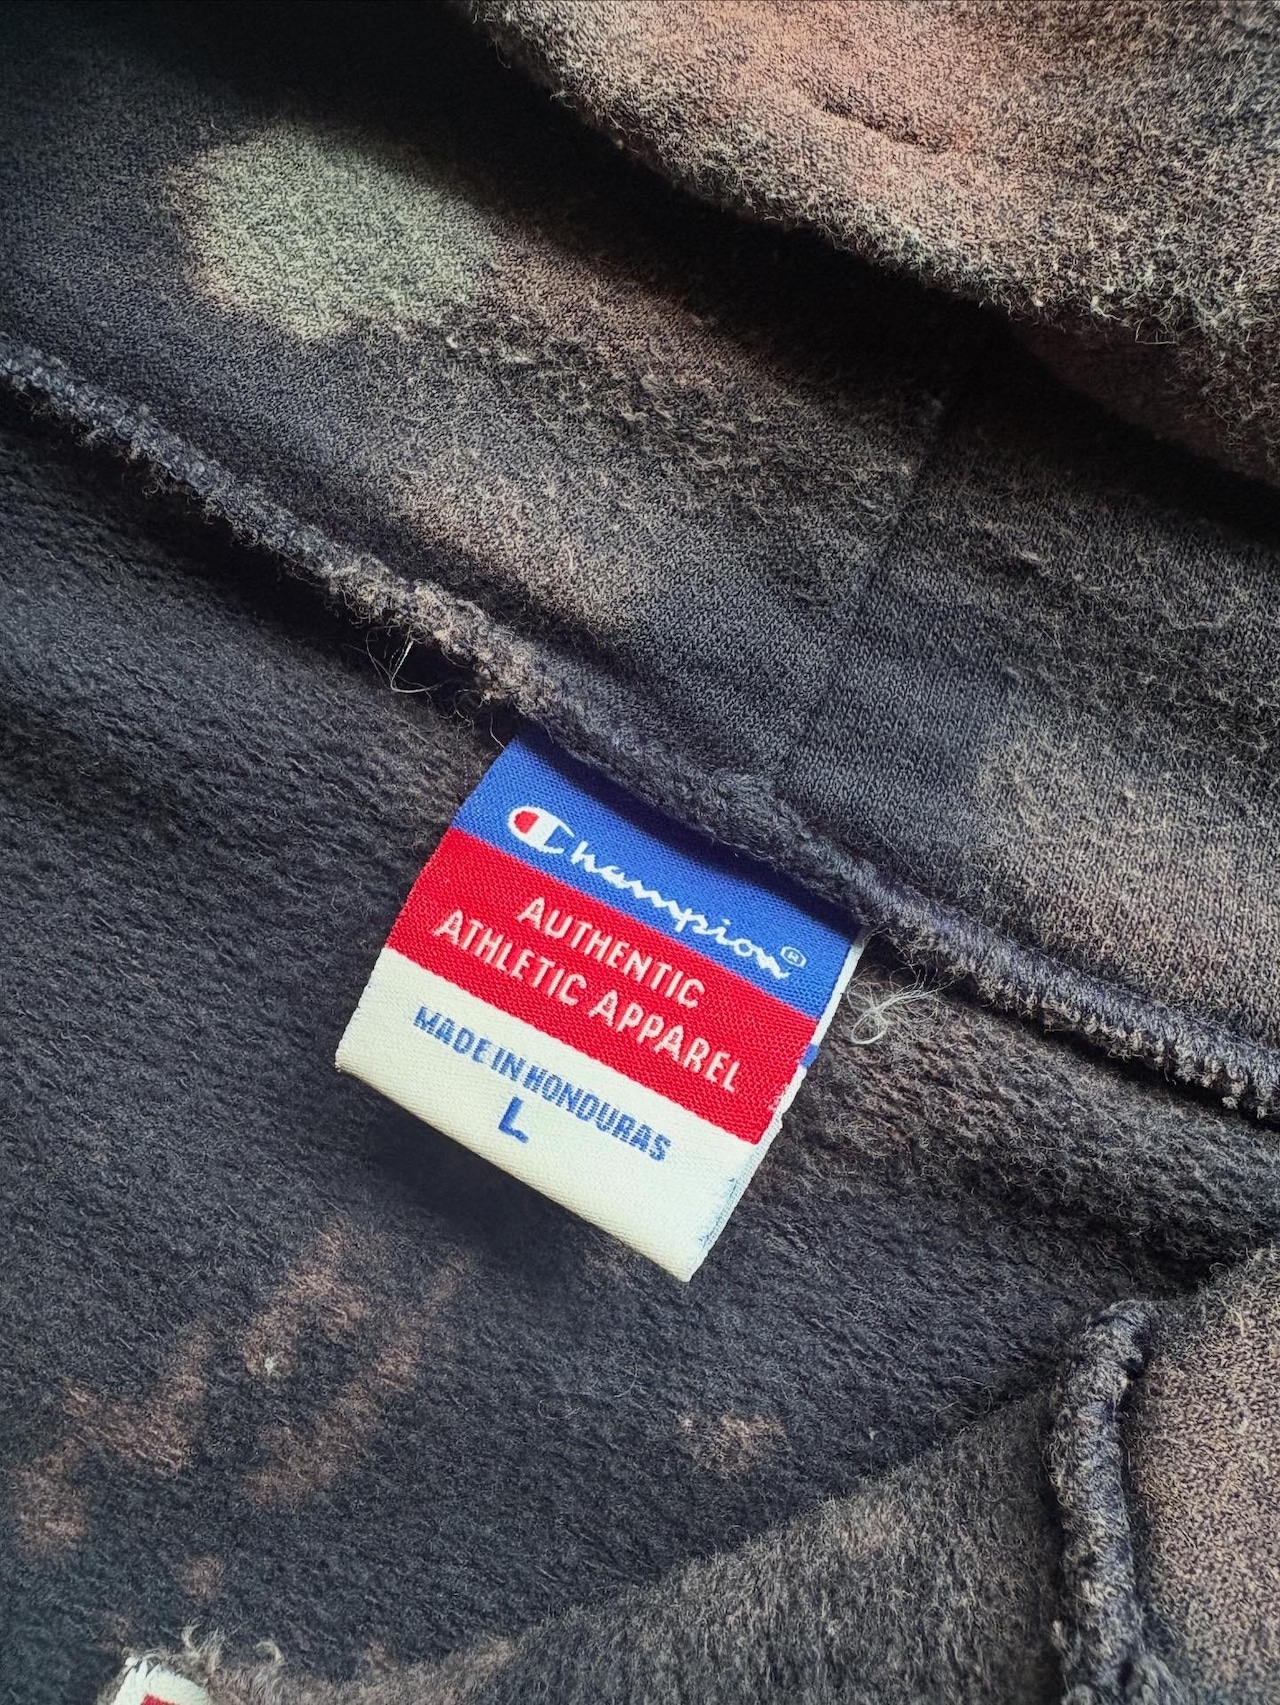 Champion®
AUTHENTIC
ATHLETIC APPAREL
MADE IN HONDURAS
L